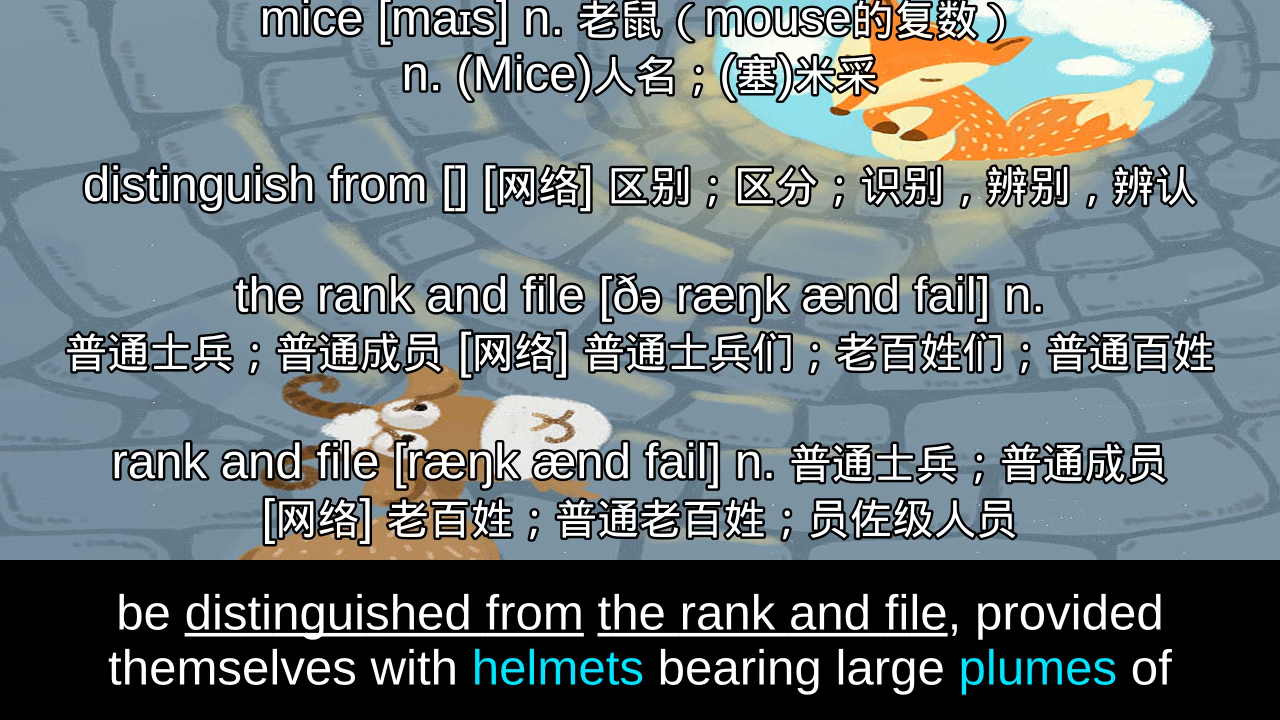 mice [maɪs] n. 老鼠（mouse的复数）
n. (Mice)人名；(塞)米采
distinguish from [] [网络] 区别；区分；识别，辨别，辨认
the rank and file [ðə ræŋk ænd fail] n.
普通士兵；普通成员 [网络] 普通士兵们；老百姓们；普通百姓
rank and file [ræŋk ænd fail] n. 普通士兵；普通成员
[网络] 老百姓；普通老百姓；员佐级人员
be distinguished from the rank and file, provided
themselves with helmets bearing large plumes of